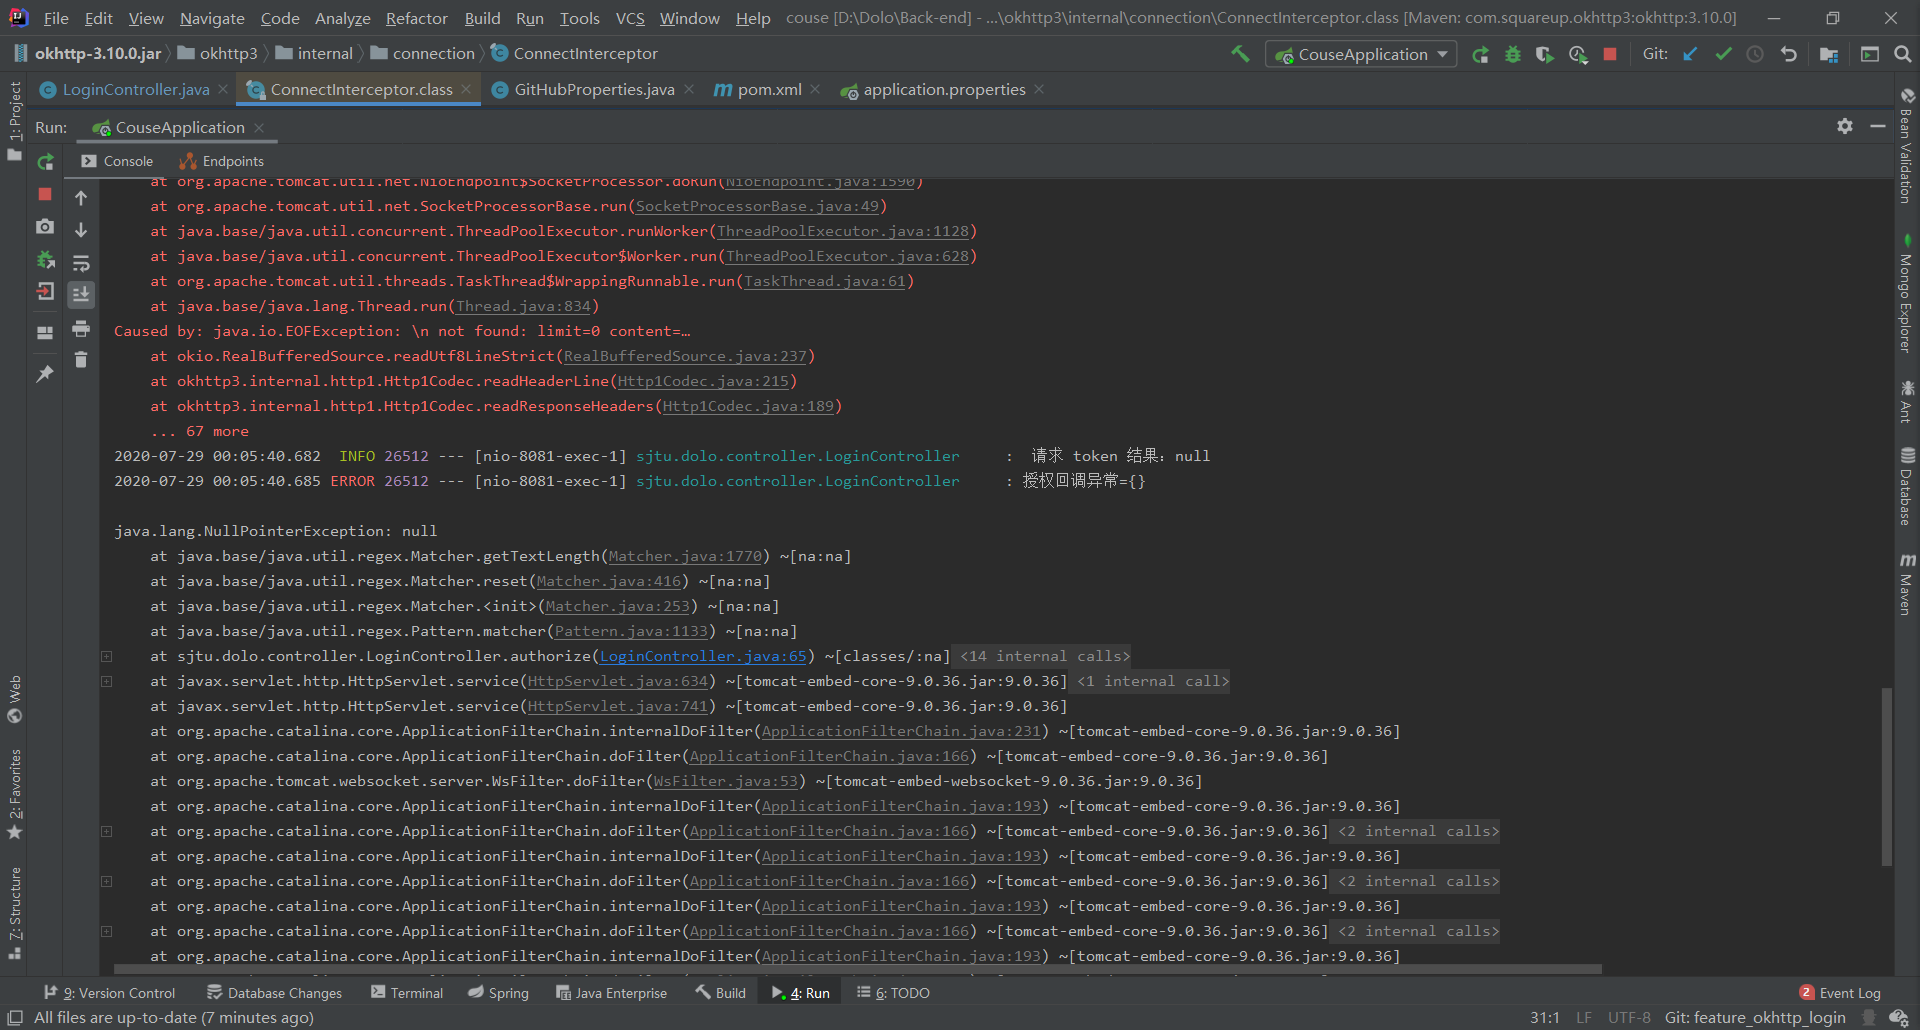 File Edit View Navigate Code Analyze Refactor Build Run Tools VCS Window Help couse [D:\Dolo\Back-end] - ...\okhttp3\internal\connection\ConnectInterceptor.class [Maven: com.squareup.okhttp3:okhttp:3.10.0]
okhttp-3.10.0.jar okhttp3 internal connection ConnectInterceptor CouseApplication Git:
LoginController.java ConnectInterceptor.class GitHubProperties.java pom.xml application.properties
Run: CouseApplication
Console Endpoints
at org.apache.tomcat.util.net.NioEndpoint$SocketProcessor.doRun(NioEndpoint.java:1590)
at org.apache.tomcat.util.net.SocketProcessorBase.run(SocketProcessorBase.java:49)
at java.base/java.util.concurrent.ThreadPoolExecutor.runWorker(ThreadPoolExecutor.java:1128)
at java.base/java.util.concurrent.ThreadPoolExecutor$Worker.run(ThreadPoolExecutor.java:628)
at org.apache.tomcat.util.threads.TaskThread$WrappingRunnable.run(TaskThread.java:61)
at java.base/java.lang.Thread.run(Thread.java:834)
Caused by: java.io.EOFException: \n not found: limit=0 content=…
at okio.RealBufferedSource.readUtf8LineStrict(RealBufferedSource.java:237)
at okhttp3.internal.http1.Http1Codec.readHeaderLine(Http1Codec.java:215)
at okhttp3.internal.http1.Http1Codec.readResponseHeaders(Http1Codec.java:189)
... 67 more
2020-07-29 00:05:40.682  INFO 26512 --- [nio-8081-exec-1] sjtu.dolo.controller.LoginController     :  请求 token 结果：null
2020-07-29 00:05:40.685 ERROR 26512 --- [nio-8081-exec-1] sjtu.dolo.controller.LoginController     : 授权回调异常={}
java.lang.NullPointerException: null
at java.base/java.util.regex.Matcher.getTextLength(Matcher.java:1770) ~[na:na]
at java.base/java.util.regex.Matcher.reset(Matcher.java:416) ~[na:na]
at java.base/java.util.regex.Matcher.<init>(Matcher.java:253) ~[na:na]
at java.base/java.util.regex.Pattern.matcher(Pattern.java:1133) ~[na:na]
at sjtu.dolo.controller.LoginController.authorize(LoginController.java:65) ~[classes/:na] <14 internal calls>
at javax.servlet.http.HttpServlet.service(HttpServlet.java:634) ~[tomcat-embed-core-9.0.36.jar:9.0.36] <1 internal call>
at javax.servlet.http.HttpServlet.service(HttpServlet.java:741) ~[tomcat-embed-core-9.0.36.jar:9.0.36]
at org.apache.catalina.core.ApplicationFilterChain.internalDoFilter(ApplicationFilterChain.java:231) ~[tomcat-embed-core-9.0.36.jar:9.0.36]
at org.apache.catalina.core.ApplicationFilterChain.doFilter(ApplicationFilterChain.java:166) ~[tomcat-embed-core-9.0.36.jar:9.0.36]
at org.apache.tomcat.websocket.server.WsFilter.doFilter(WsFilter.java:53) ~[tomcat-embed-websocket-9.0.36.jar:9.0.36]
at org.apache.catalina.core.ApplicationFilterChain.internalDoFilter(ApplicationFilterChain.java:193) ~[tomcat-embed-core-9.0.36.jar:9.0.36]
at org.apache.catalina.core.ApplicationFilterChain.doFilter(ApplicationFilterChain.java:166) ~[tomcat-embed-core-9.0.36.jar:9.0.36] <2 internal calls>
at org.apache.catalina.core.ApplicationFilterChain.internalDoFilter(ApplicationFilterChain.java:193) ~[tomcat-embed-core-9.0.36.jar:9.0.36]
at org.apache.catalina.core.ApplicationFilterChain.doFilter(ApplicationFilterChain.java:166) ~[tomcat-embed-core-9.0.36.jar:9.0.36] <2 internal calls>
at org.apache.catalina.core.ApplicationFilterChain.internalDoFilter(ApplicationFilterChain.java:193) ~[tomcat-embed-core-9.0.36.jar:9.0.36]
at org.apache.catalina.core.ApplicationFilterChain.doFilter(ApplicationFilterChain.java:166) ~[tomcat-embed-core-9.0.36.jar:9.0.36] <2 internal calls>
at org.apache.catalina.core.ApplicationFilterChain.internalDoFilter(ApplicationFilterChain.java:193) ~[tomcat-embed-core-9.0.36.jar:9.0.36]
1: Project
Web
2: Favorites
7: Structure
Bean Validation
Mongo Explorer
Ant
Database
Maven
9: Version Control Database Changes Terminal Spring Java Enterprise Build 4: Run 6: TODO 2 Event Log
All files are up-to-date (7 minutes ago) 31:1 LF UTF-8 Git: feature_okhttp_login